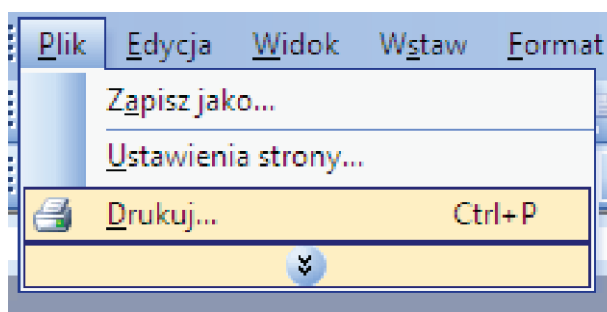 Plik Edycja Widok Wstaw Format
Zapisz jako...
Ustawienia strony...
Drukuj... Ctrl+P